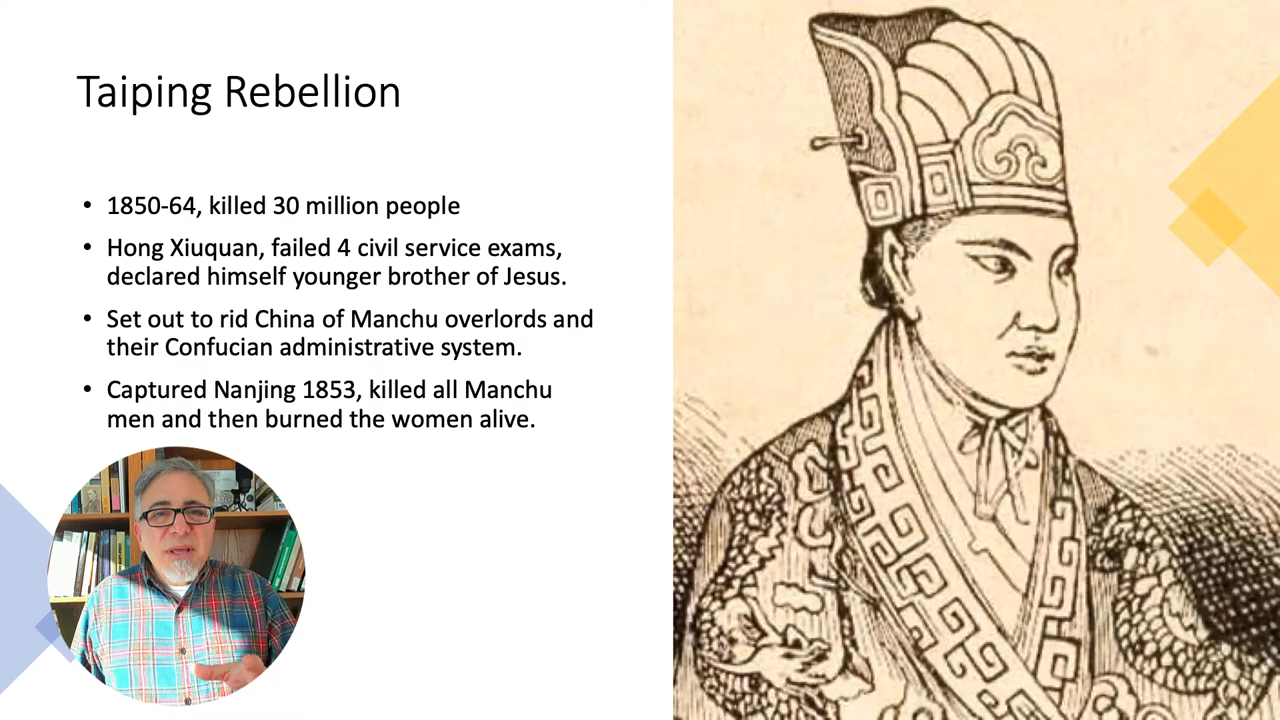 Taiping Rebellion
• 1850-64, killed 30 million people
• Hong Xiuquan, failed 4 civil service exams,
declared himself younger brother of Jesus.
• Set out to rid China of Manchu overlords and
their Confucian administrative system.
• Captured Nanjing 1853, killed all Manchu
men and then burned the women alive.